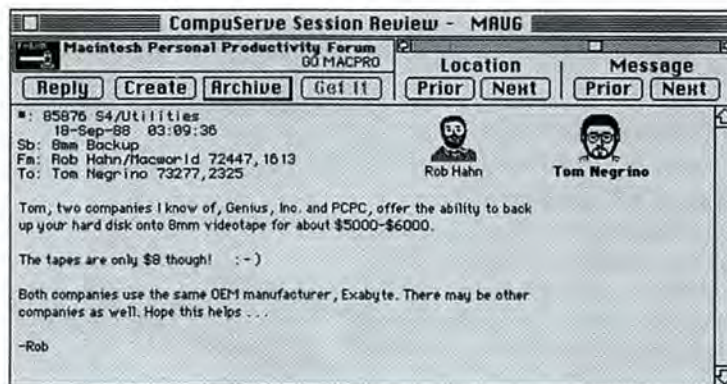 CompuServe Session Review - MAUG
Macintosh Personal Productivity Forum
GO MACPRO
Location
Message
Reply
Create
Archive
Get It
Prior
Next
Prior
Next
#: 85876 S4/Utilities
18-Sep-88 03:09:36
Sb: 8mm Backup
Fm: Rob Hahn/Macworld 72447,1613
To: Tom Negrino 73277,2325
Rob Hahn
Tom Negrino
Tom, two companies I know of, Genius, Inc. and PCPC, offer the ability to back
up your hard disk onto 8mm videotape for about $5000-$6000.
The tapes are only $8 though! :-)
Both companies use the same OEM manufacturer, Exabyte. There may be other
companies as well. Hope this helps . . .
-Rob